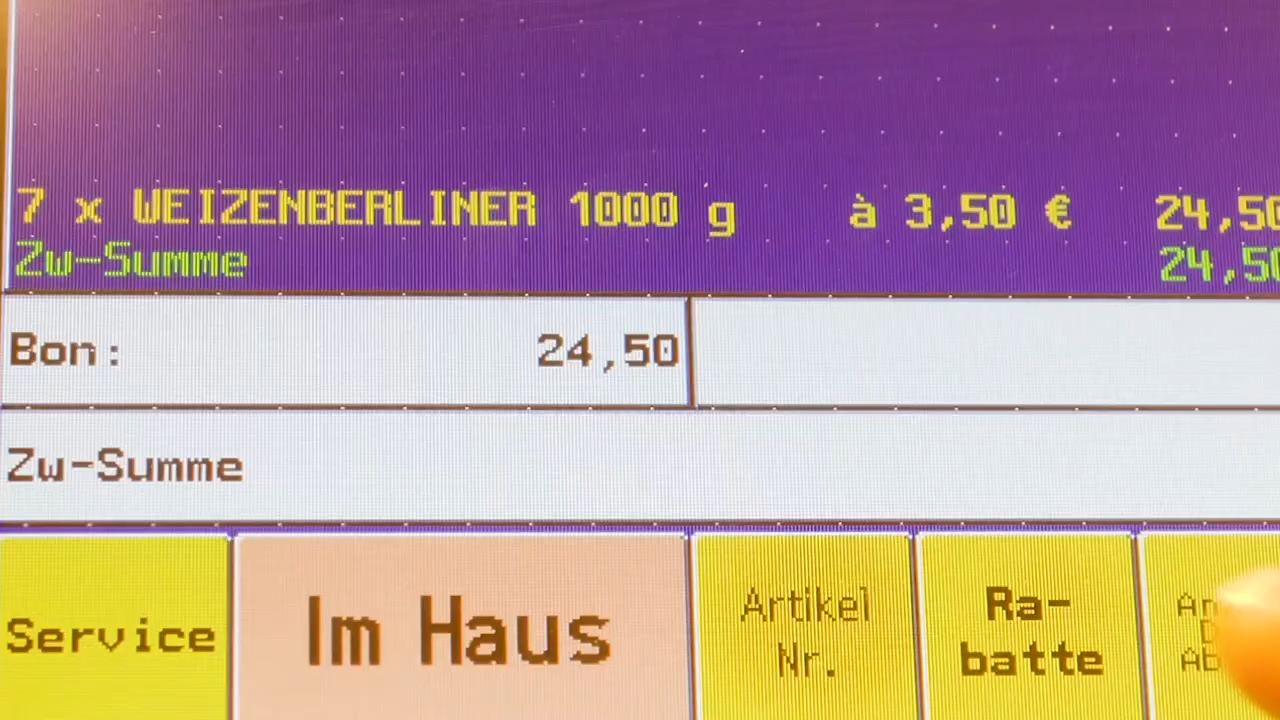 7 x WEIZENBERLINER 1000 g à 3,50 € 24,50
Zw-Summe 24,50
Bon: 24,50
Zw-Summe
Service
Im Haus
Artikel
Nr.
Ra-
batte